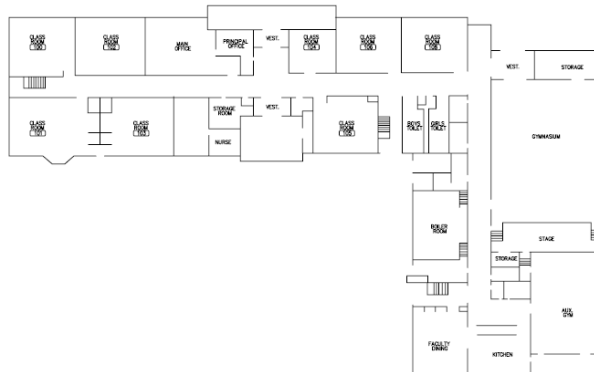 CLASS
ROOM
100
CLASS
ROOM
102
MAIN
OFFICE
PRINCIPAL
OFFICE
VEST.
CLASS
ROOM
104
CLASS
ROOM
106
CLASS
ROOM
108
VEST.
STORAGE
CLASS
ROOM
101
CLASS
ROOM
103
STORAGE
ROOM
NURSE
VEST.
CLASS
ROOM
105
BOYS
TOILET
GIRLS
TOILET
GYMNASIUM
BOILER
ROOM
STAGE
STORAGE
AUX.
GYM
FACULTY
DINING
KITCHEN